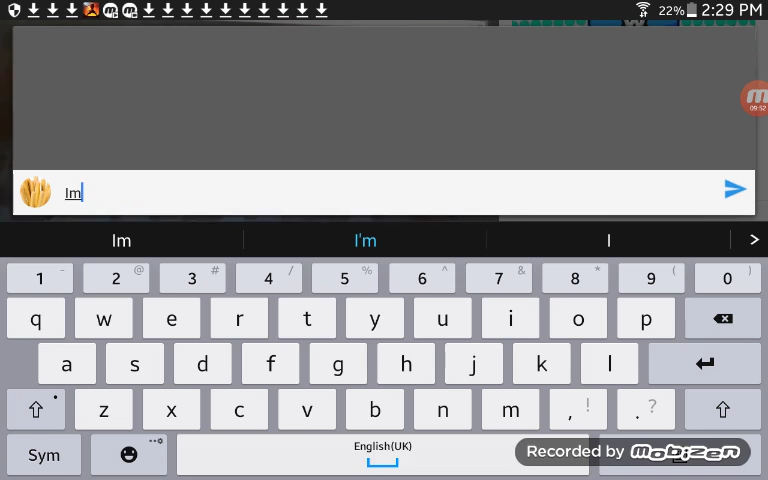 22% 2:29 PM
09:52
Im
Im I'm I >
1 - 2 @ 3 # 4 / 5 % 6 ^ 7 & 8 * 9 ( 0 )
q w e r t y u i o p
a s d f g h j k l
z x c v b n m , ! . ?
Sym English(UK)
Recorded by mobizen